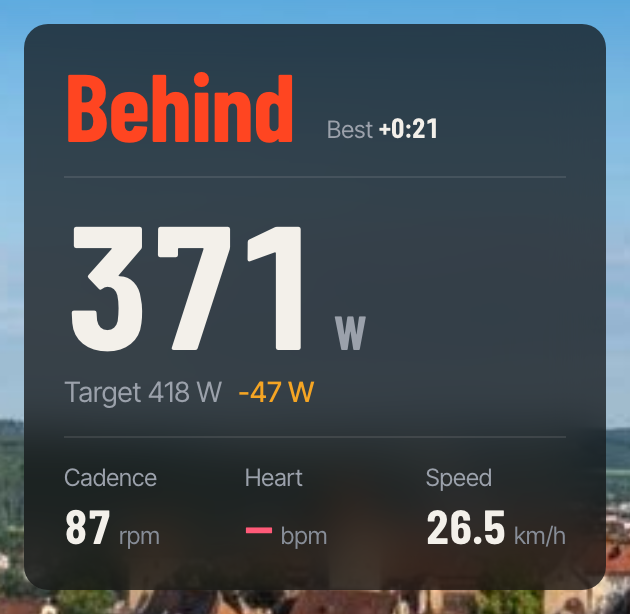 Behind Best +0:21
371 W
Target 418 W -47 W
Cadence Heart Speed
87 rpm – bpm 26.5 km/h